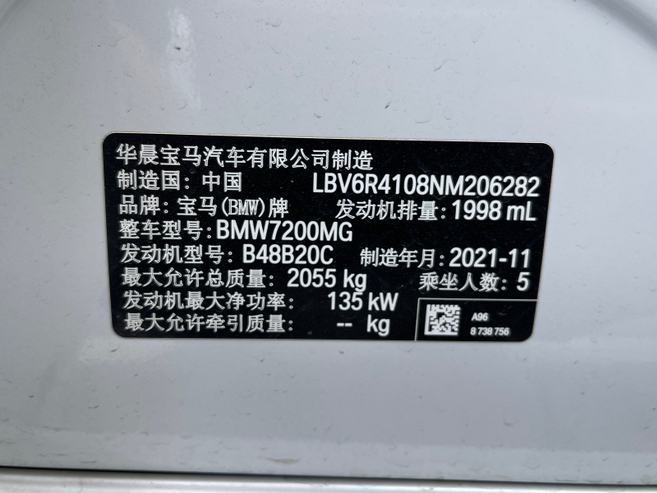 华晨宝马汽车有限公司制造
制造国: 中国 LBV6R4108NM206282
品牌: 宝马(BMW)牌 发动机排量: 1998 mL
整车型号: BMW7200MG
发动机型号: B48B20C 制造年月: 2021-11
最大允许总质量: 2055 kg 乘坐人数: 5
发动机最大净功率: 135 kW
最大允许牵引质量: -- kg
A96
8 738 756